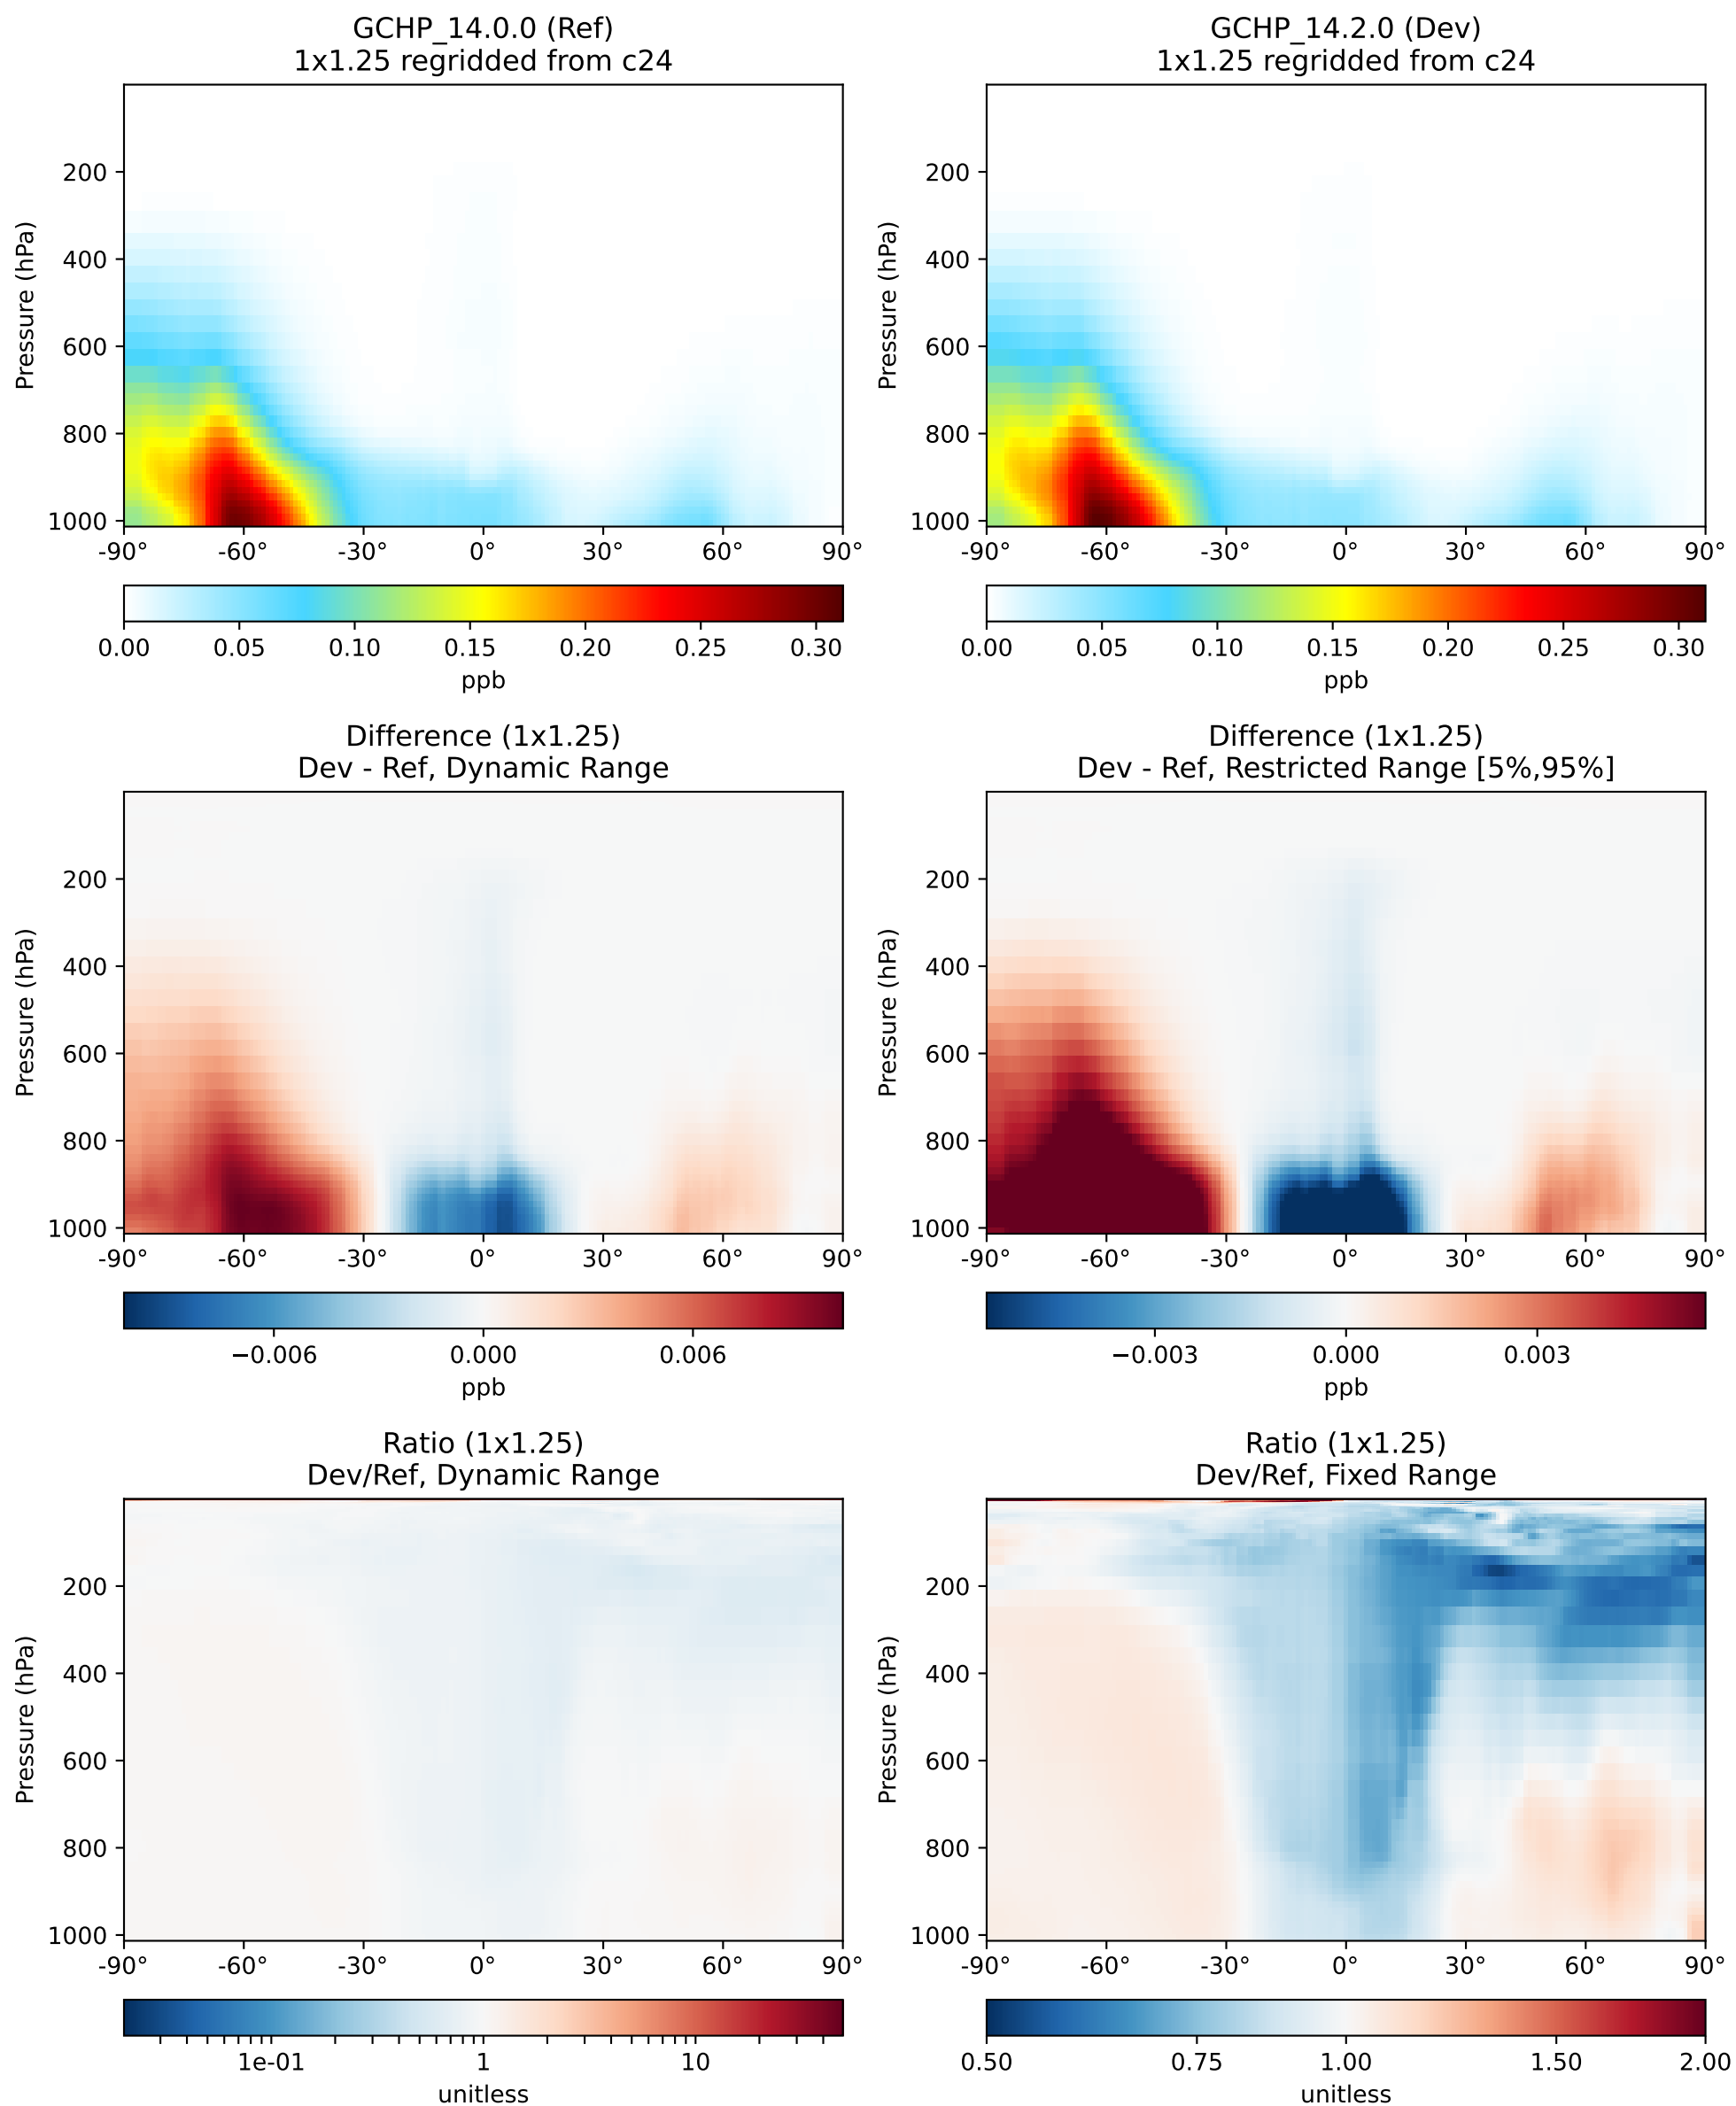 GCHP_14.0.0 (Ref)
1x1.25 regridded from c24
Pressure (hPa)
200
400
600
800
1000
-90° -60° -30° 0° 30° 60° 90°
0.00 0.05 0.10 0.15 0.20 0.25 0.30
ppb
GCHP_14.2.0 (Dev)
1x1.25 regridded from c24
Pressure (hPa)
200
400
600
800
1000
-90° -60° -30° 0° 30° 60° 90°
0.00 0.05 0.10 0.15 0.20 0.25 0.30
ppb
Difference (1x1.25)
Dev - Ref, Dynamic Range
Pressure (hPa)
200
400
600
800
1000
-90° -60° -30° 0° 30° 60° 90°
−0.006 0.000 0.006
ppb
Difference (1x1.25)
Dev - Ref, Restricted Range [5%,95%]
Pressure (hPa)
200
400
600
800
1000
-90° -60° -30° 0° 30° 60° 90°
−0.003 0.000 0.003
ppb
Ratio (1x1.25)
Dev/Ref, Dynamic Range
Pressure (hPa)
200
400
600
800
1000
-90° -60° -30° 0° 30° 60° 90°
1e-01 1 10
unitless
Ratio (1x1.25)
Dev/Ref, Fixed Range
Pressure (hPa)
200
400
600
800
1000
-90° -60° -30° 0° 30° 60° 90°
0.50 0.75 1.00 1.50 2.00
unitless